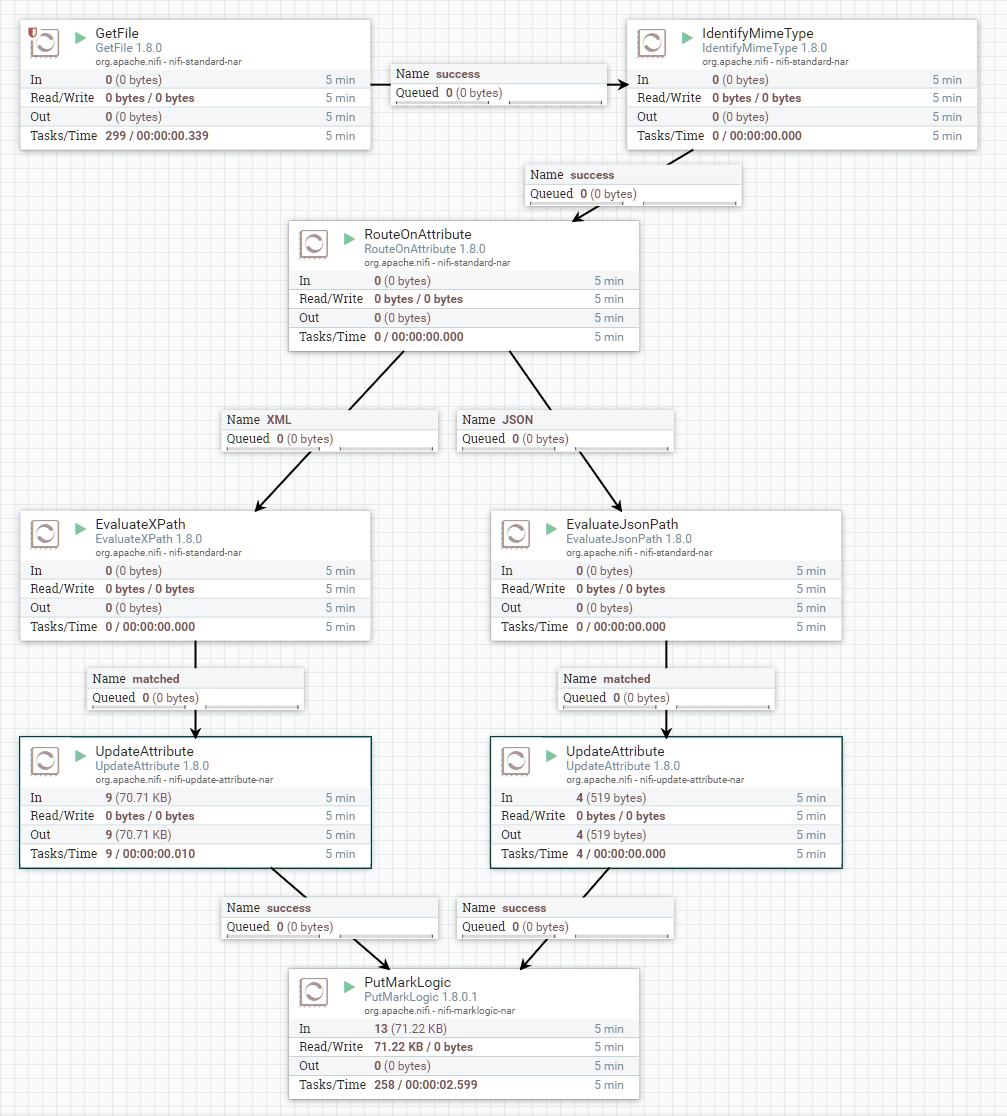 GetFile
GetFile 1.8.0
org.apache.nifi - nifi-standard-nar
In 0 (0 bytes) 5 min
Read/Write 0 bytes / 0 bytes 5 min
Out 0 (0 bytes) 5 min
Tasks/Time 299 / 00:00:00.339 5 min
Name success
Queued 0 (0 bytes)
IdentifyMimeType
IdentifyMimeType 1.8.0
org.apache.nifi - nifi-standard-nar
In 0 (0 bytes) 5 min
Read/Write 0 bytes / 0 bytes 5 min
Out 0 (0 bytes) 5 min
Tasks/Time 0 / 00:00:00.000 5 min
Name success
Queued 0 (0 bytes)
RouteOnAttribute
RouteOnAttribute 1.8.0
org.apache.nifi - nifi-standard-nar
In 0 (0 bytes) 5 min
Read/Write 0 bytes / 0 bytes 5 min
Out 0 (0 bytes) 5 min
Tasks/Time 0 / 00:00:00.000 5 min
Name XML
Queued 0 (0 bytes)
Name JSON
Queued 0 (0 bytes)
EvaluateXPath
EvaluateXPath 1.8.0
org.apache.nifi - nifi-standard-nar
In 0 (0 bytes) 5 min
Read/Write 0 bytes / 0 bytes 5 min
Out 0 (0 bytes) 5 min
Tasks/Time 0 / 00:00:00.000 5 min
EvaluateJsonPath
EvaluateJsonPath 1.8.0
org.apache.nifi - nifi-standard-nar
In 0 (0 bytes) 5 min
Read/Write 0 bytes / 0 bytes 5 min
Out 0 (0 bytes) 5 min
Tasks/Time 0 / 00:00:00.000 5 min
Name matched
Queued 0 (0 bytes)
Name matched
Queued 0 (0 bytes)
UpdateAttribute
UpdateAttribute 1.8.0
org.apache.nifi - nifi-update-attribute-nar
In 9 (70.71 KB) 5 min
Read/Write 0 bytes / 0 bytes 5 min
Out 9 (70.71 KB) 5 min
Tasks/Time 9 / 00:00:00.010 5 min
UpdateAttribute
UpdateAttribute 1.8.0
org.apache.nifi - nifi-update-attribute-nar
In 4 (519 bytes) 5 min
Read/Write 0 bytes / 0 bytes 5 min
Out 4 (519 bytes) 5 min
Tasks/Time 4 / 00:00:00.000 5 min
Name success
Queued 0 (0 bytes)
Name success
Queued 0 (0 bytes)
PutMarkLogic
PutMarkLogic 1.8.0.1
org.apache.nifi - nifi-marklogic-nar
In 13 (71.22 KB) 5 min
Read/Write 71.22 KB / 0 bytes 5 min
Out 0 (0 bytes) 5 min
Tasks/Time 258 / 00:00:02.599 5 min